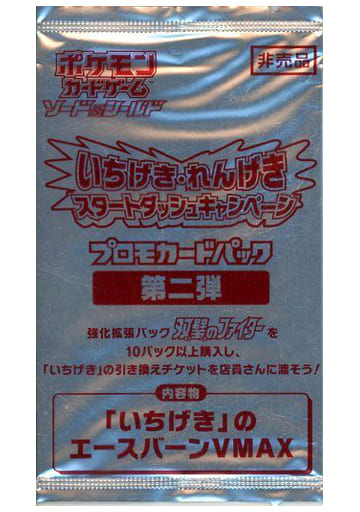 非売品
ポケモン
カードゲーム
ソード&シールド
いちげき・れんげき
スタートダッシュキャンペーン
プロモカードパック
第二弾
強化拡張パック 双璧のファイターを
10パック以上購入し、
「いちげき」の引き換えチケットを店員さんに渡そう!
内容物
「いちげき」の
エースバーンVMAX